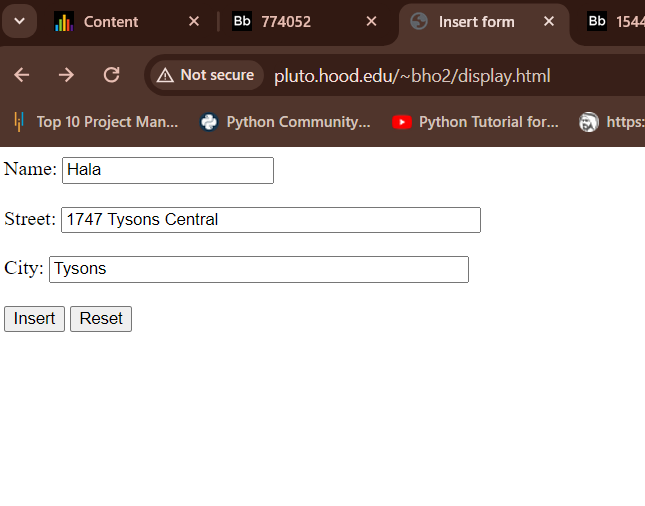 Content
Bb 774052
Insert form
Bb 1544
Not secure pluto.hood.edu/~bho2/display.html
Top 10 Project Man... Python Community... Python Tutorial for... https:
Name: Hala
Street: 1747 Tysons Central
City: Tysons
Insert Reset